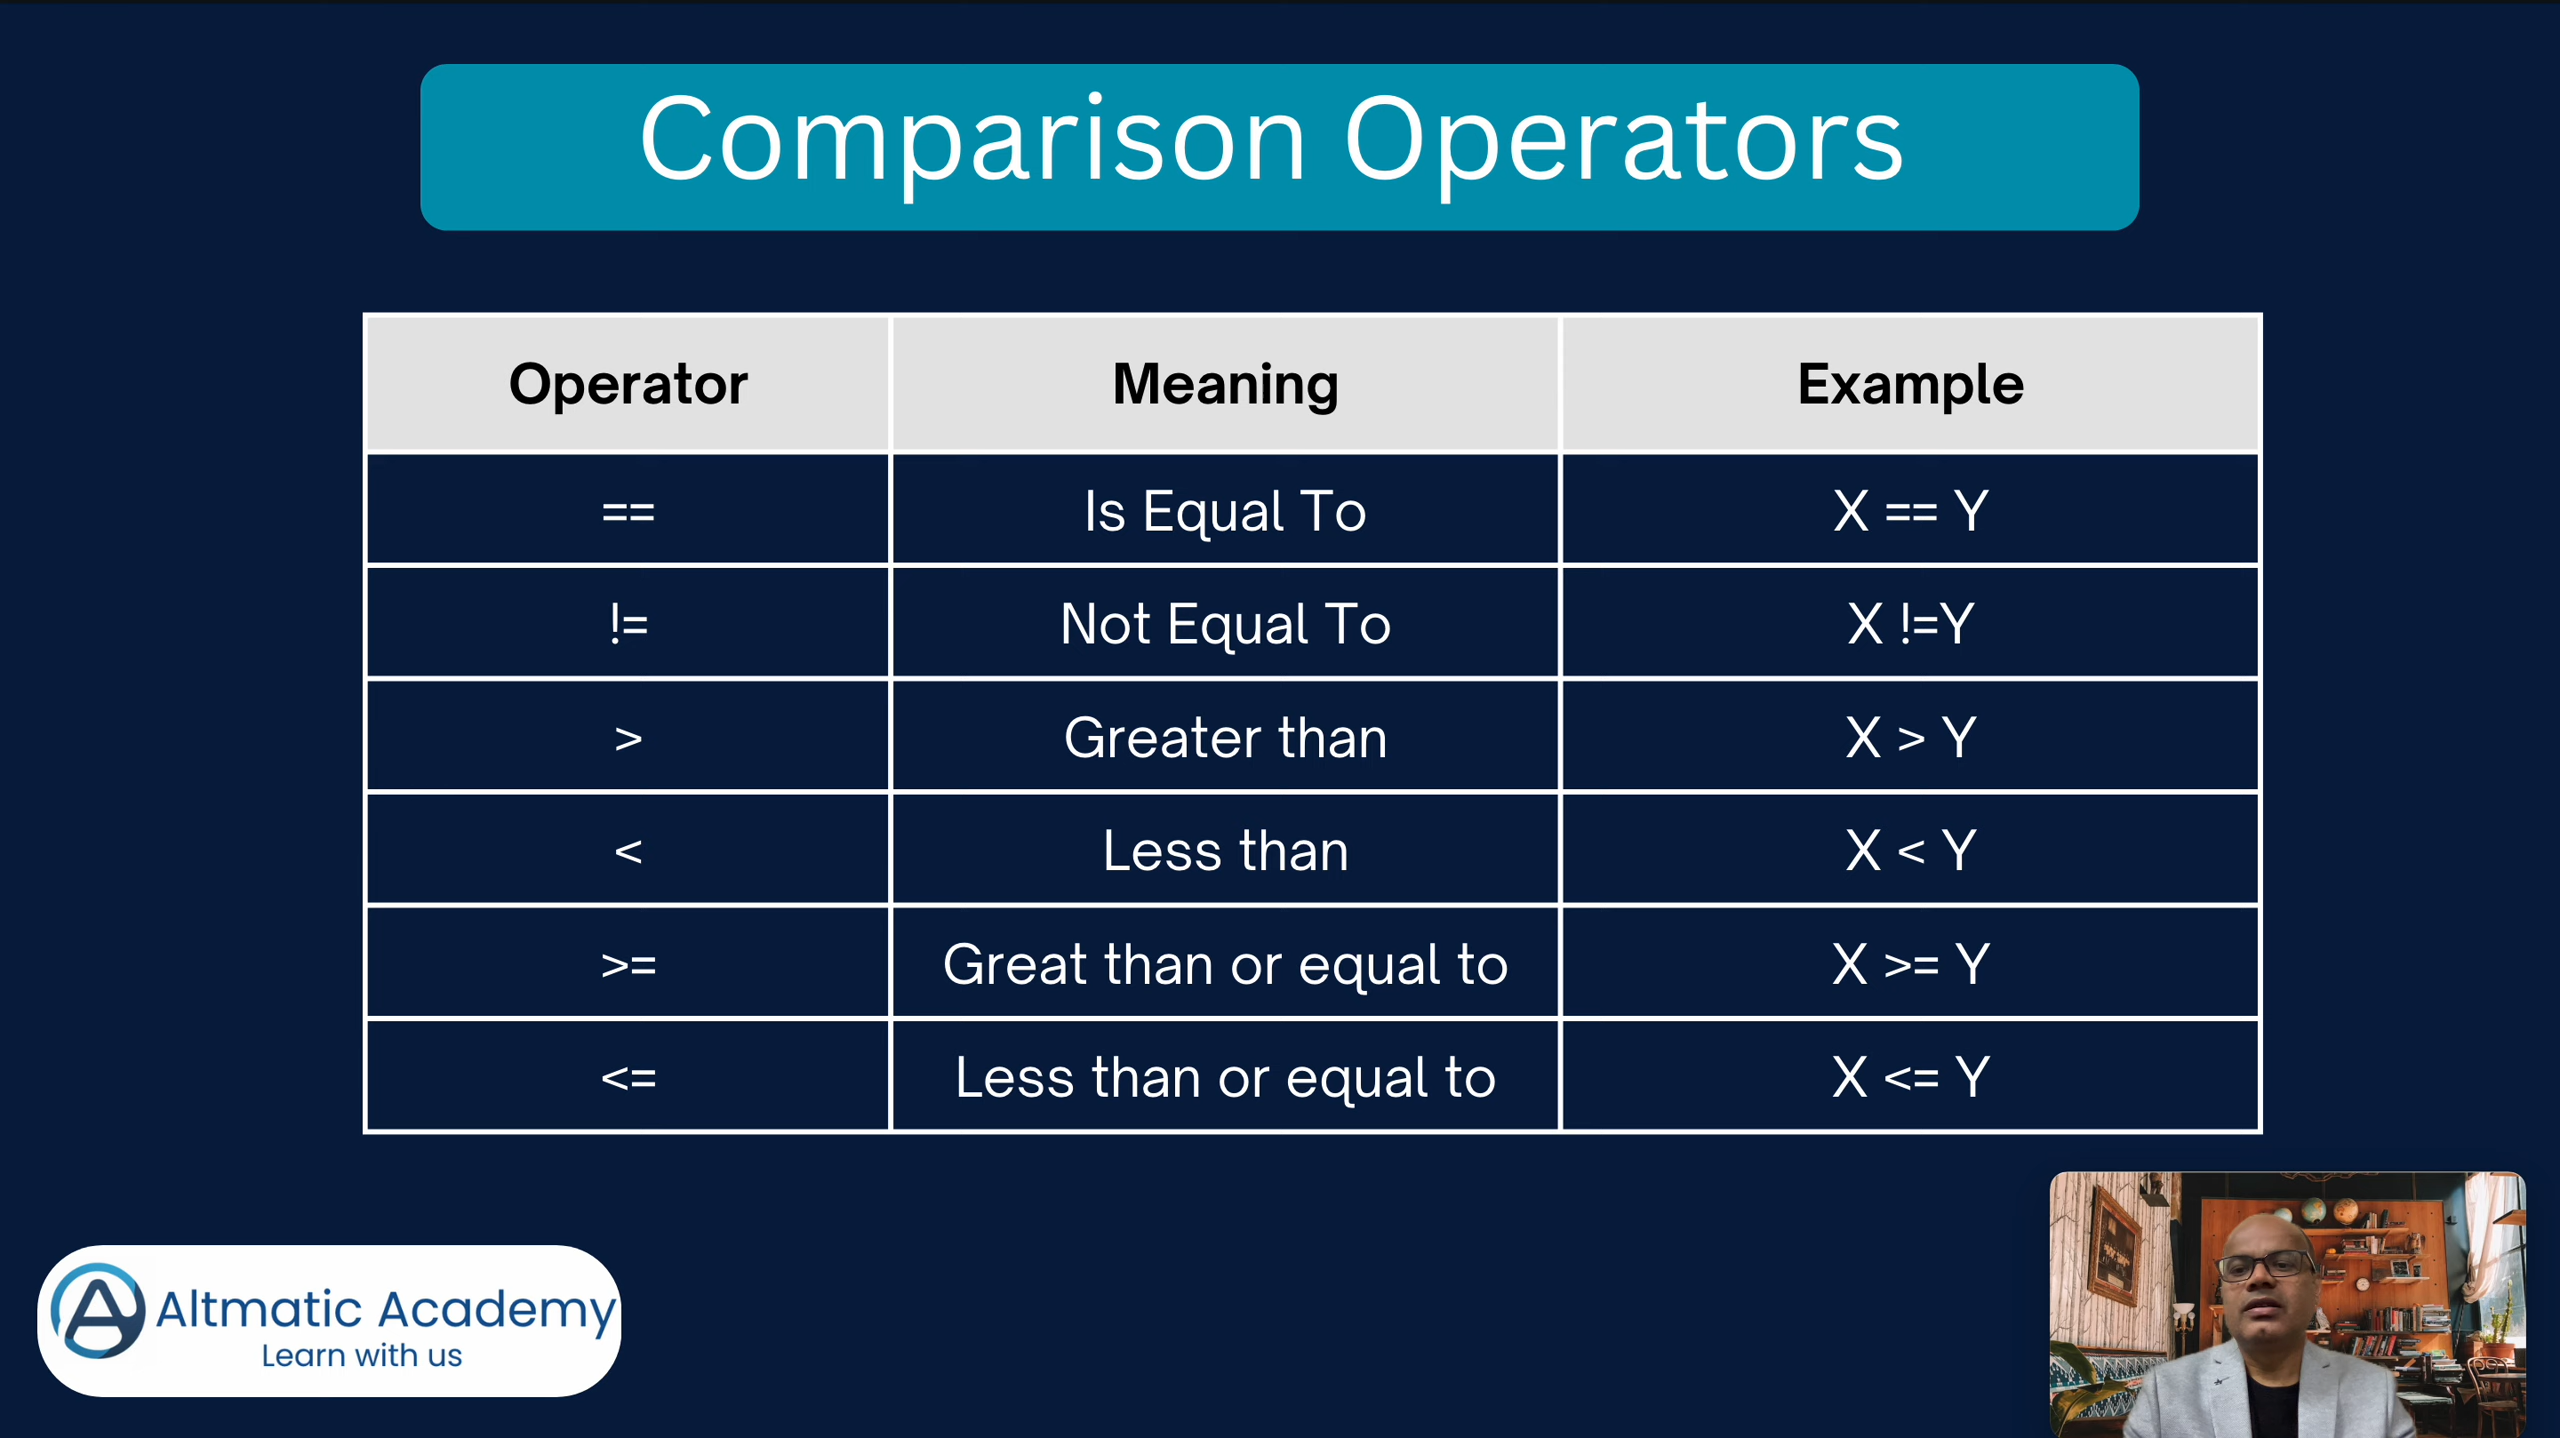 Comparison Operators
Operator Meaning Example
== Is Equal To X == Y
!= Not Equal To X !=Y
> Greater than X > Y
< Less than X < Y
>= Great than or equal to X >= Y
<= Less than or equal to X <= Y
Altmatic Academy
Learn with us